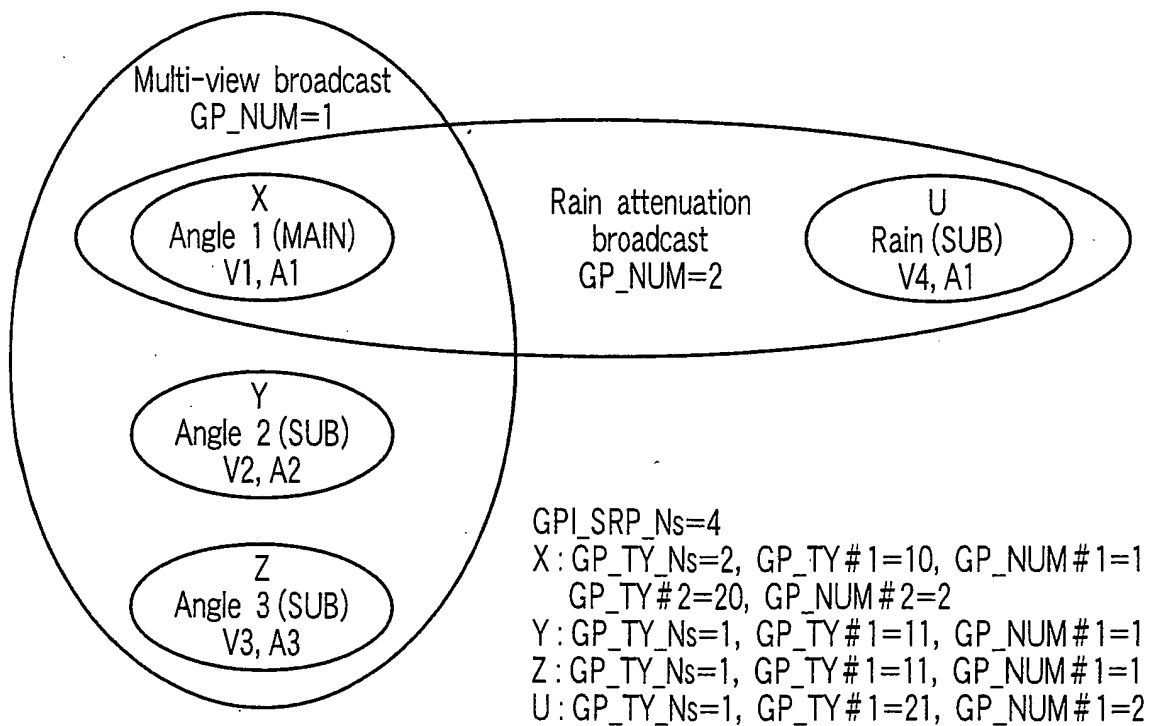 Multi-view broadcast
GP_NUM=1
X
Angle 1 (MAIN)
V1, A1
Rain attenuation
broadcast
GP_NUM=2
U
Rain (SUB)
V4, A1
Y
Angle 2 (SUB)
V2, A2
Z
Angle 3 (SUB)
V3, A3
GPI_SRP_Ns=4
X : GP_TY_Ns=2, GP_TY#1=10, GP_NUM#1=1
GP_TY#2=20, GP_NUM#2=2
Y : GP_TY_Ns=1, GP_TY#1=11, GP_NUM#1=1
Z : GP_TY_Ns=1, GP_TY#1=11, GP_NUM#1=1
U : GP_TY_Ns=1, GP_TY#1=21, GP_NUM#1=2